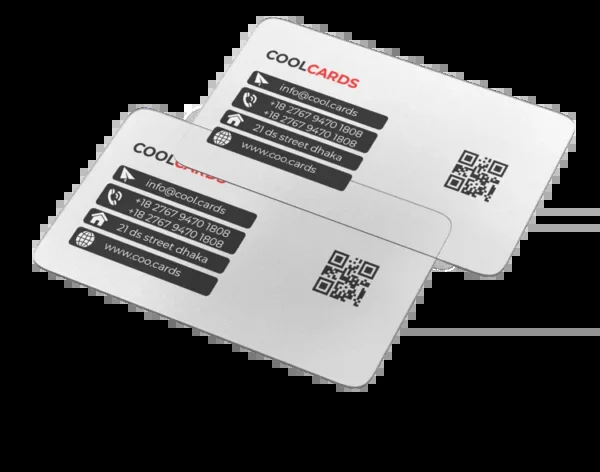 COOLCARDS
info@cool.cards
+18 2767 9470 1808
+18 2767 9470 1808
21 ds street dhaka
www.coo.cards
COOLCARDS
info@cool.cards
+18 2767 9470 1808
+18 2767 9470 1808
21 ds street dhaka
www.coo.cards